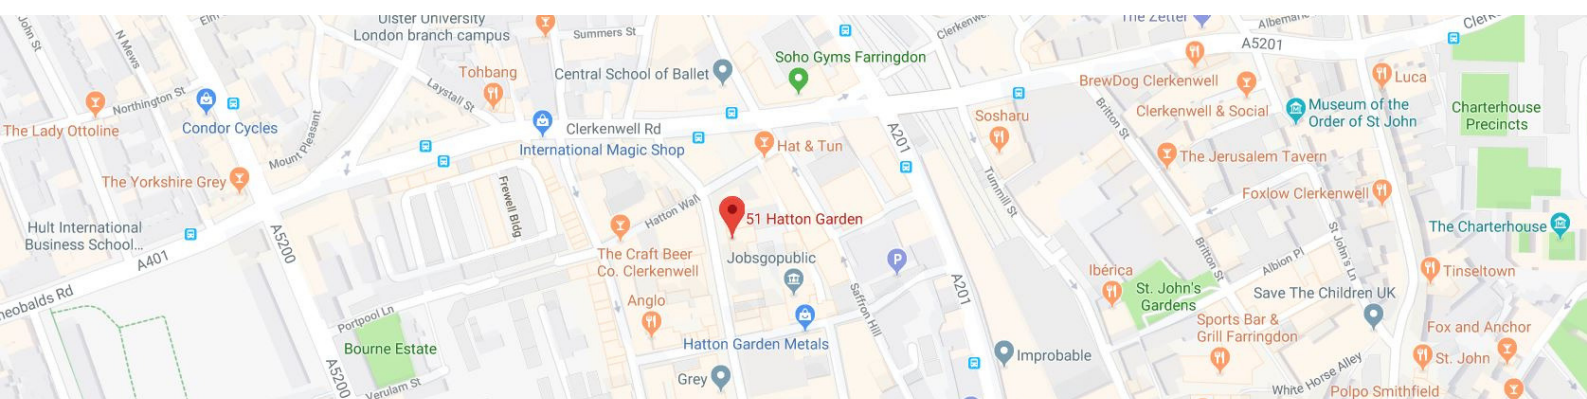 John St
N Mews
Ulster University
London branch campus
Summers St
Clerkenwell
The Zetter
Soho Gyms Farringdon
A5201
Northington St
The Lady Ottoline
Condor Cycles
Laystall St
Tohbang
Central School of Ballet
BrewDog Clerkenwell
Luca
Mount Pleasant
Clerkenwell Rd
International Magic Shop
Hat & Tun
A201
Sosharu
Britton St
Clerkenwell & Social
Museum of the
Order of St John
Charterhouse
Precincts
The Yorkshire Grey
Frewell Bldg
Hatton Wall
51 Hatton Garden
Turnmill St
The Jerusalem Tavern
Foxlow Clerkenwell
Hult International
Business School...
A401
A5200
The Craft Beer
Co. Clerkenwell
Jobsgopublic
P
A201
Britton St
Albion Pl
St John's Ln
The Charterhouse
Theobalds Rd
Portpool Ln
Bourne Estate
Anglo
Saffron Hill
Ibérica
St. John's
Gardens
Save The Children UK
Tinseltown
Hatton Garden Metals
Sports Bar &
Grill Farringdon
Fox and Anchor
A5200
Verulam St
Grey
Improbable
White Horse Alley
St. John
Polpo Smithfield